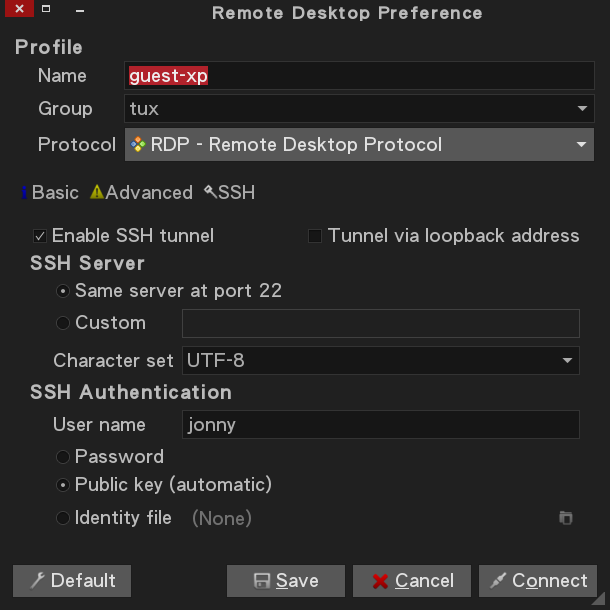 Remote Desktop Preference
Profile
Name guest-xp
Group tux
Protocol RDP - Remote Desktop Protocol
Basic Advanced SSH
Enable SSH tunnel Tunnel via loopback address
SSH Server
Same server at port 22
Custom
Character set UTF-8
SSH Authentication
User name jonny
Password
Public key (automatic)
Identity file (None)
Default Save Cancel Connect